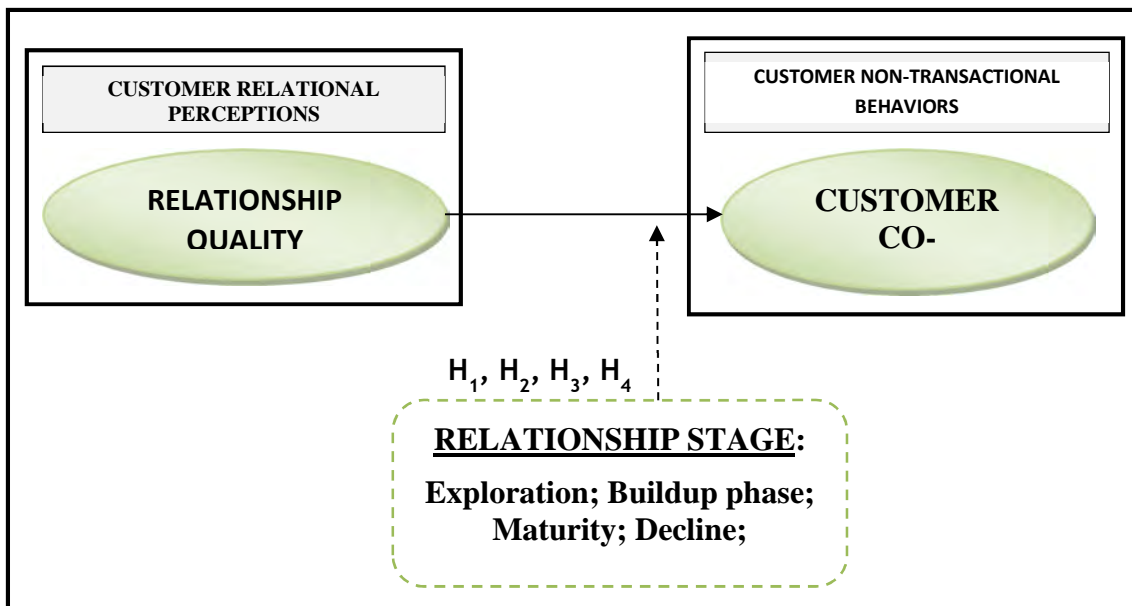 CUSTOMER RELATIONAL
PERCEPTIONS
RELATIONSHIP
QUALITY
CUSTOMER NON-TRANSACTIONAL
BEHAVIORS
CUSTOMER
CO-
H₁, H₂, H₃, H₄
RELATIONSHIP STAGE:
Exploration; Buildup phase;
Maturity; Decline;